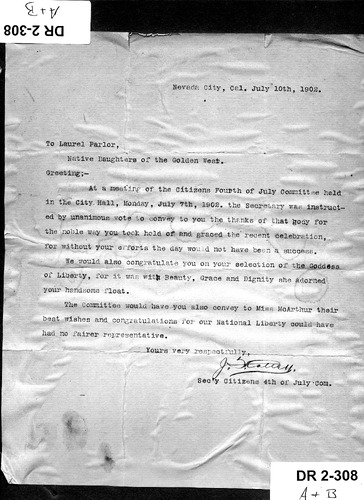 A+B
DR 2-308
Nevada City, Cal. July 10th, 1902.
To Laurel Parlor,
Native Daughters of the Golden West.
Greeting;-
At a meeting of the Citizens Fourth of July Committee held
in the City Hall, Monday, July 7th, 1902. the Secretary was instruct-
ed by unanimous vote to convey to you the thanks of that body for
the noble way you took hold of and graced the recent celebration,
for without your efforts the day would not have been a success.
We would also congratulate you on your selection of the Goddess
of Liberty, for it was with Beauty, Grace and Dignity she adorned
your handsome float.
The Committee would have you also convey to Miss McArthur their
best wishes and congratulations for our National Liberty could have
had no fairer representative.
Yours very respectfully,
Sec'y Citizens 4th of July Com.
DR 2-308
A+B